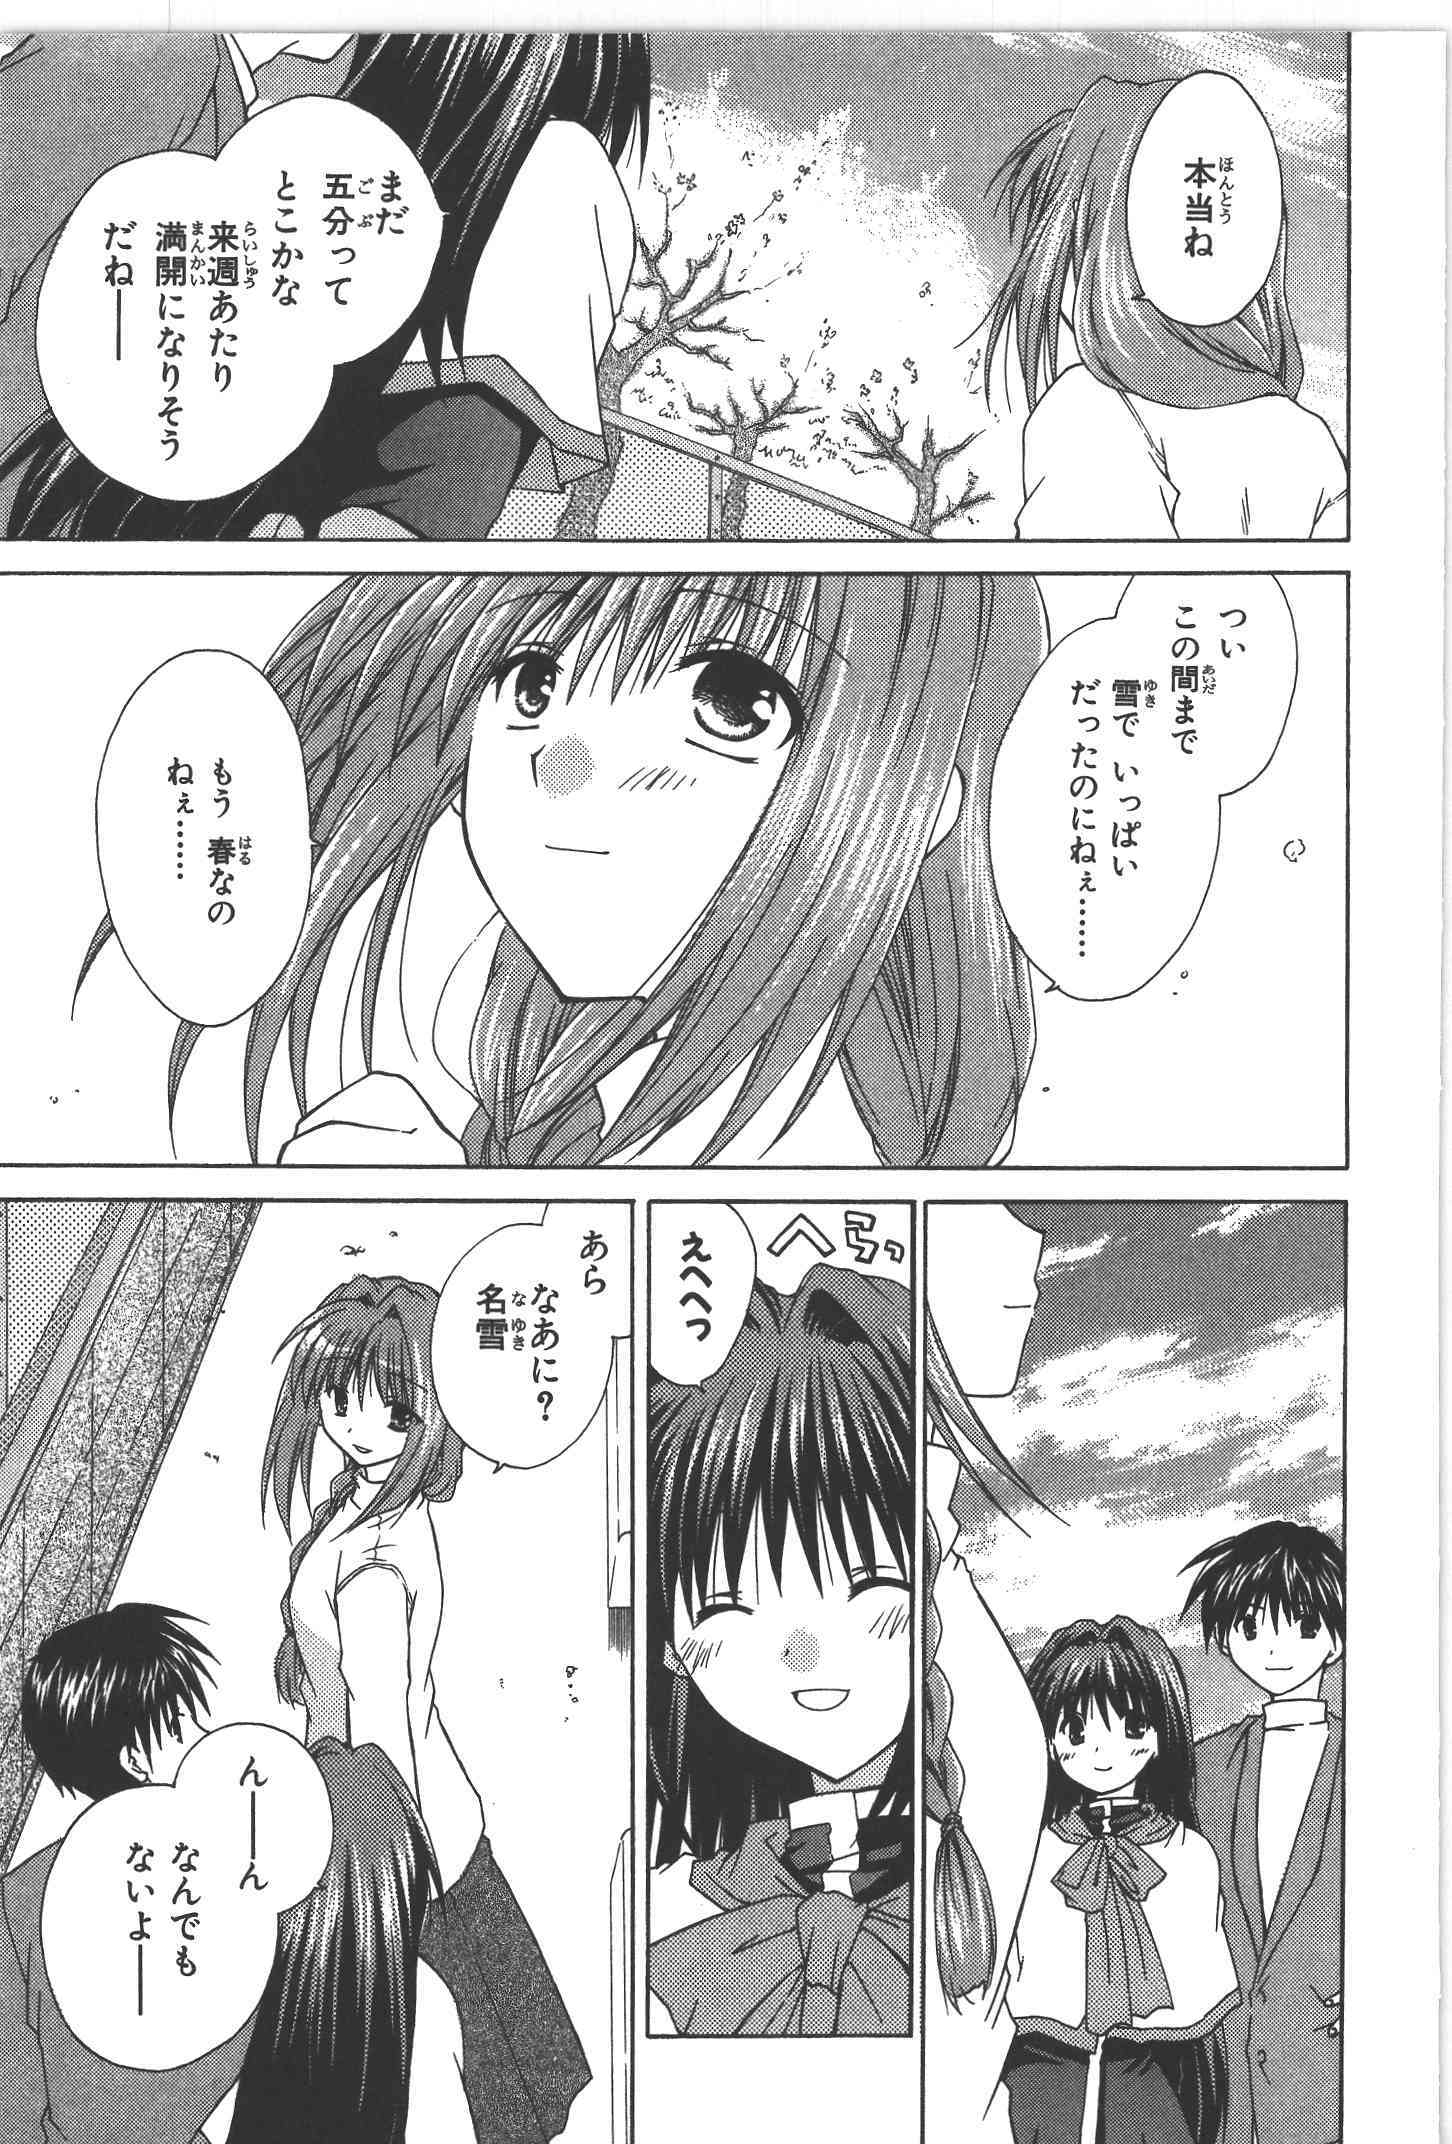 本当ね
まだ
五分って
とこかな
来週あたり
満開になりそう
だねー
つい
この間まで
雪で いっぱい
だったのにねぇ……
もう 春なの
ねぇ……
へらっ
えへへっ
あら
なあに?
名雪
んーん
なんでも
ないよー